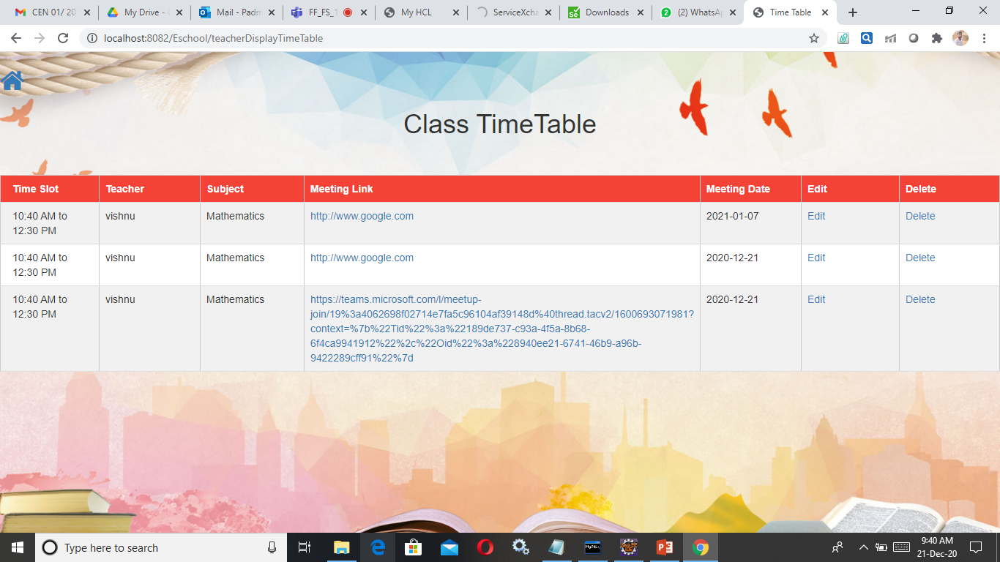 CEN 01/ 20
My Drive - G
Mail - Padm
FF_FS_1
My HCL
ServiceXcha
Downloads
(2) WhatsAp
Time Table
localhost:8082/Eschool/teacherDisplayTimeTable
Class TimeTable
Time Slot Teacher Subject Meeting Link Meeting Date Edit Delete
10:40 AM to vishnu Mathematics http://www.google.com 2021-01-07 Edit Delete
12:30 PM
10:40 AM to vishnu Mathematics http://www.google.com 2020-12-21 Edit Delete
12:30 PM
10:40 AM to vishnu Mathematics https://teams.microsoft.com/l/meetup- 2020-12-21 Edit Delete
12:30 PM join/19%3a4062698f02714e7fa5c96104af39148d%40thread.tacv2/1600693071981?
context=%7b%22Tid%22%3a%22189de737-c93a-4f5a-8b68-
6f4ca9941912%22%2c%22Oid%22%3a%228940ee21-6741-46b9-a96b-
9422289cff91%22%7d
Type here to search
MySQL
9:40 AM
21-Dec-20